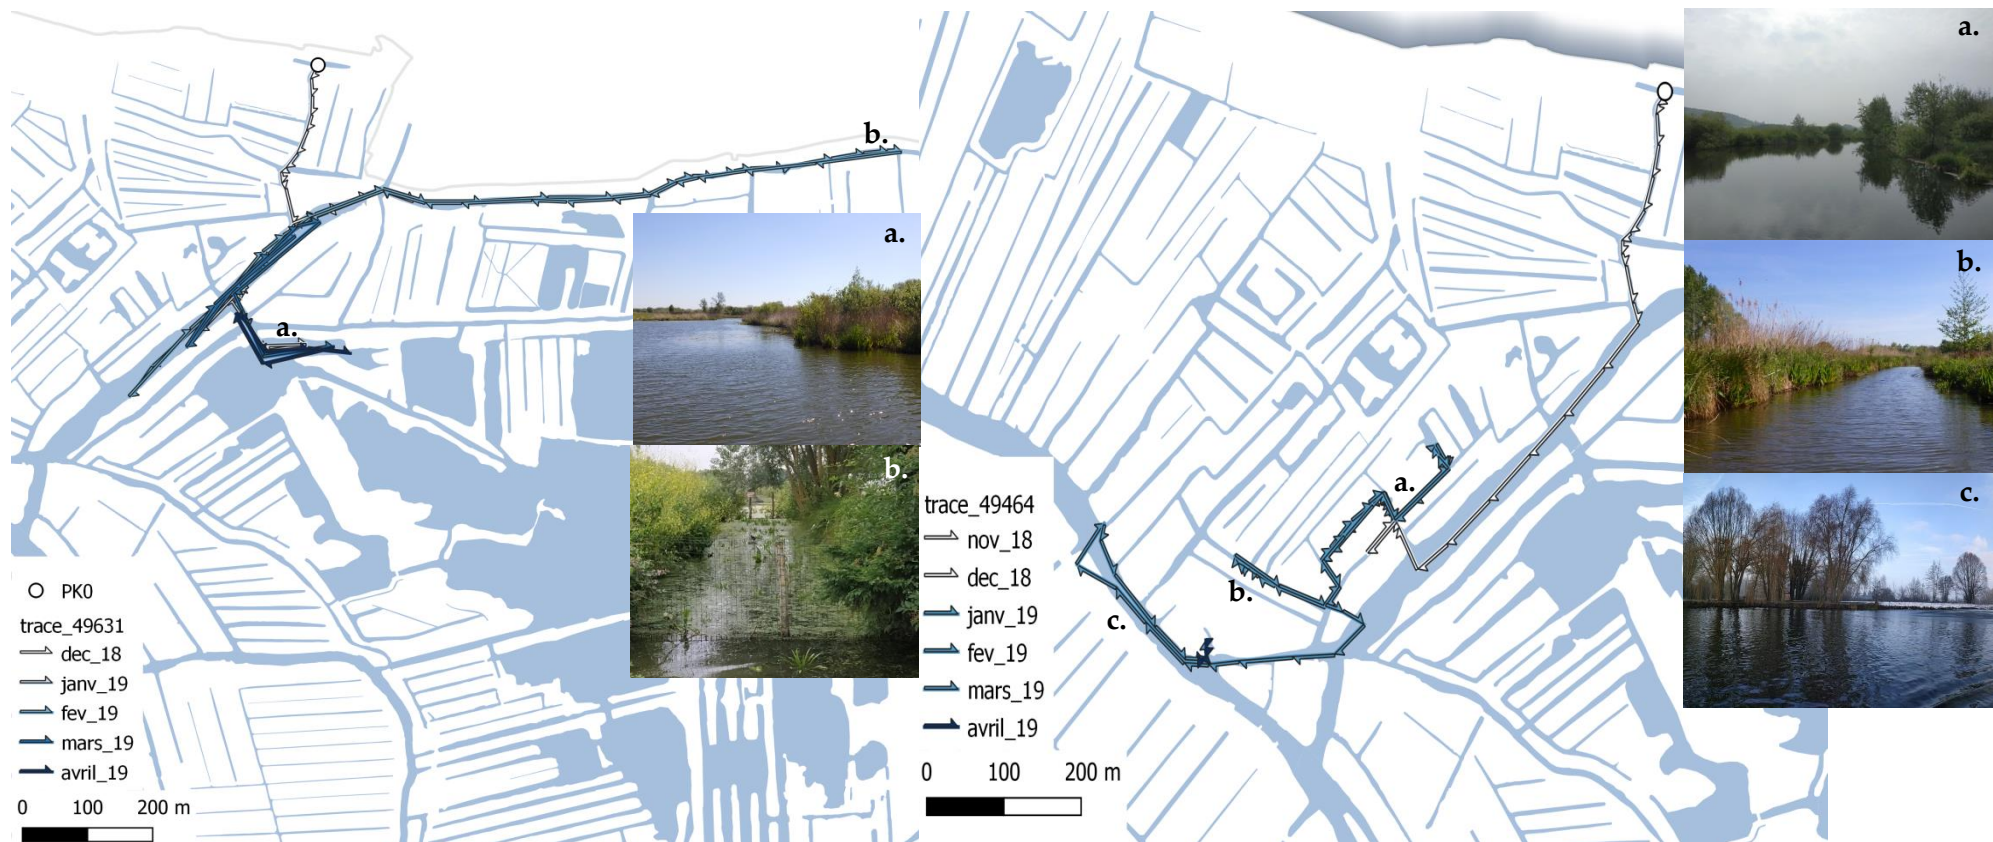 b.
a.
a.
b.
PK0
trace_49631
dec_18
janv_19
fev_19
mars_19
avril_19
0 100 200 m
a.
b.
c.
a.
b.
c.
trace_49464
nov_18
dec_18
janv_19
fev_19
mars_19
avril_19
0 100 200 m